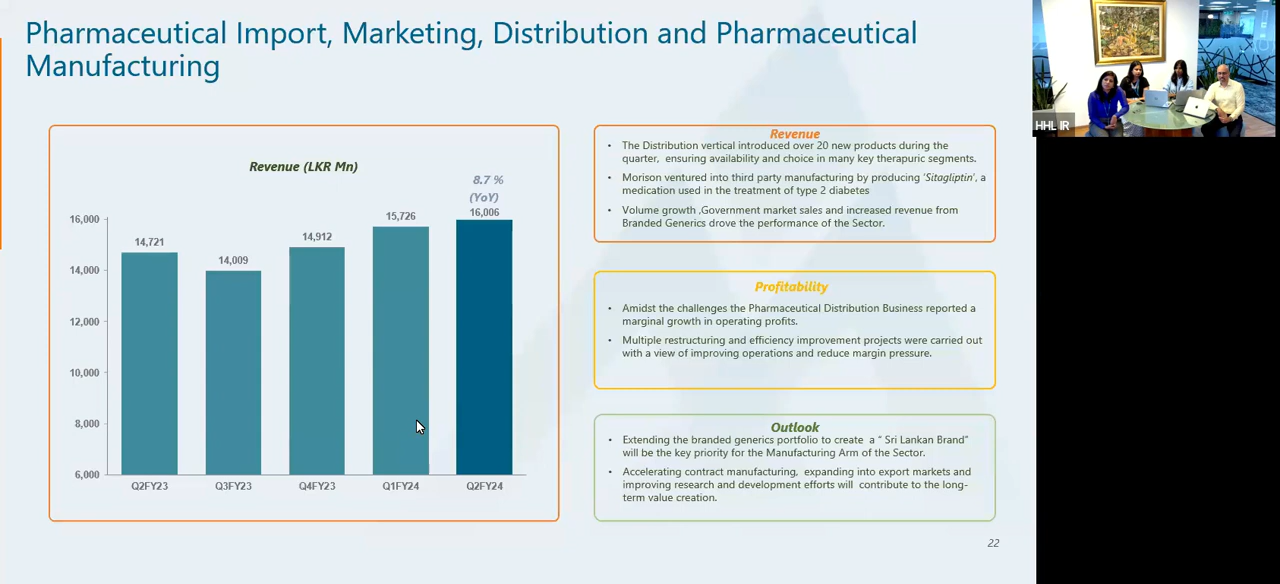 Pharmaceutical Import, Marketing, Distribution and Pharmaceutical
Manufacturing
Revenue (LKR Mn)
8.7 %
(YoY)
16,000
14,000
12,000
10,000
8,000
6,000
14,721
14,009
14,912
15,726
16,006
Q2FY23
Q3FY23
Q4FY23
Q1FY24
Q2FY24
Revenue
• The Distribution vertical introduced over 20 new products during the
quarter, ensuring availability and choice in many key therapuric segments.
• Morison ventured into third party manufacturing by producing 'Sitagliptin', a
medication used in the treatment of type 2 diabetes
• Volume growth ,Government market sales and increased revenue from
Branded Generics drove the performance of the Sector.
Profitability
• Amidst the challenges the Pharmaceutical Distribution Business reported a
marginal growth in operating profits.
• Multiple restructuring and efficiency improvement projects were carried out
with a view of improving operations and reduce margin pressure.
Outlook
• Extending the branded generics portfolio to create a “ Sri Lankan Brand”
will be the key priority for the Manufacturing Arm of the Sector.
• Accelerating contract manufacturing, expanding into export markets and
improving research and development efforts will contribute to the long-
term value creation.
22
HHL IR